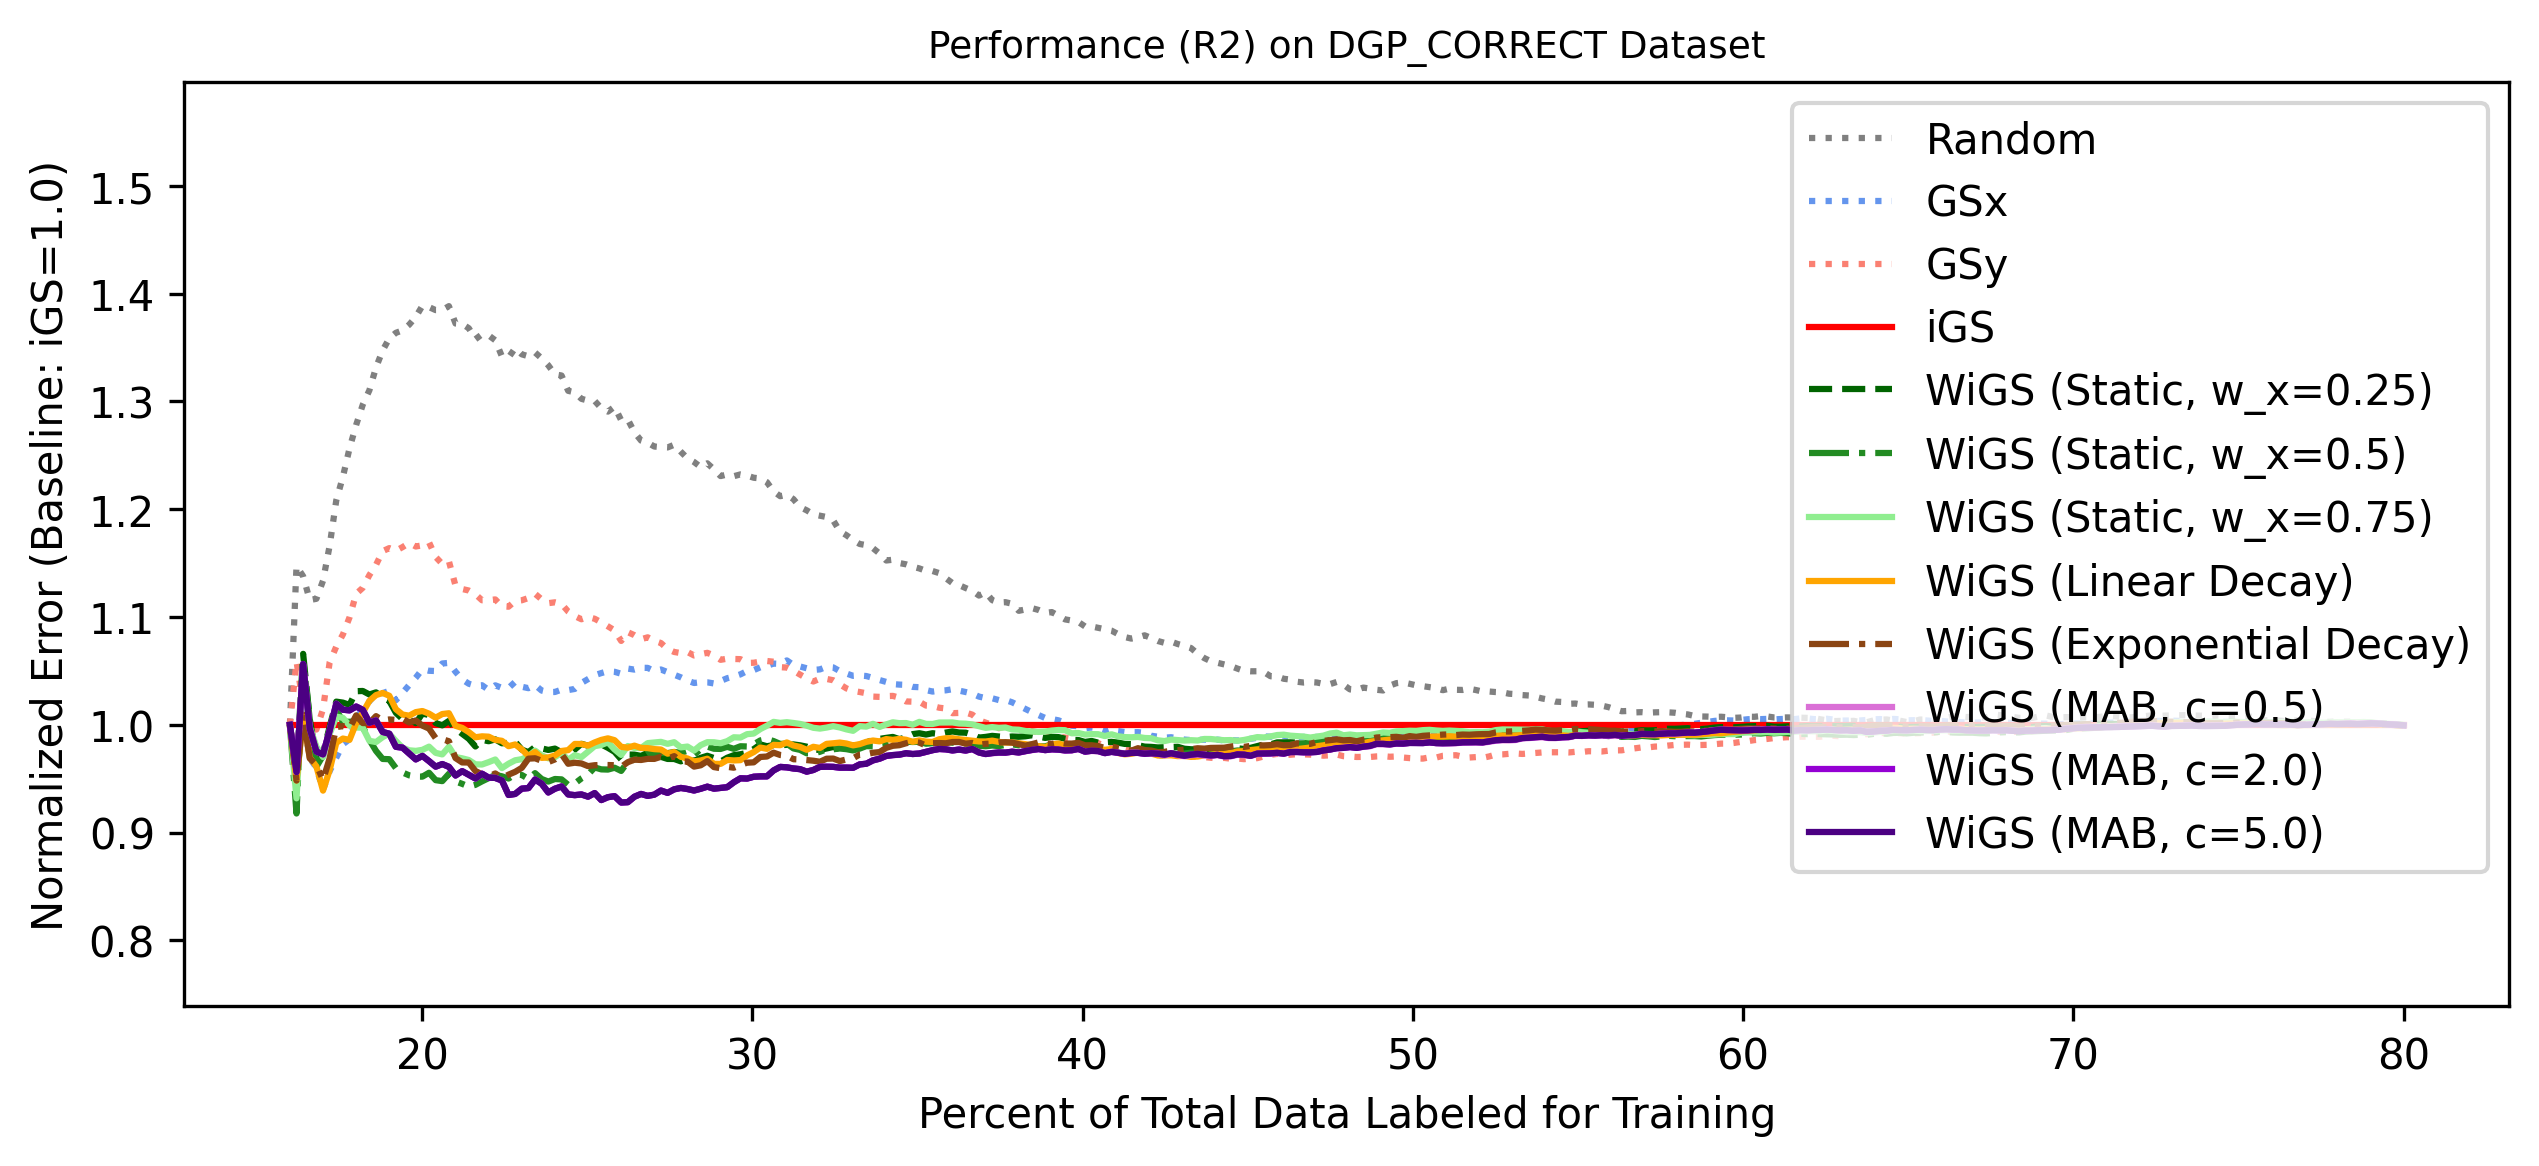 Performance (R2) on DGP_CORRECT Dataset
Normalized Error (Baseline: iGS=1.0)
1.5
1.4
1.3
1.2
1.1
1.0
0.9
0.8
Random
GSx
GSy
iGS
WiGS (Static, w_x=0.25)
WiGS (Static, w_x=0.5)
WiGS (Static, w_x=0.75)
WiGS (Linear Decay)
WiGS (Exponential Decay)
WiGS (MAB, c=0.5)
WiGS (MAB, c=2.0)
WiGS (MAB, c=5.0)
20 30 40 50 60 70 80
Percent of Total Data Labeled for Training